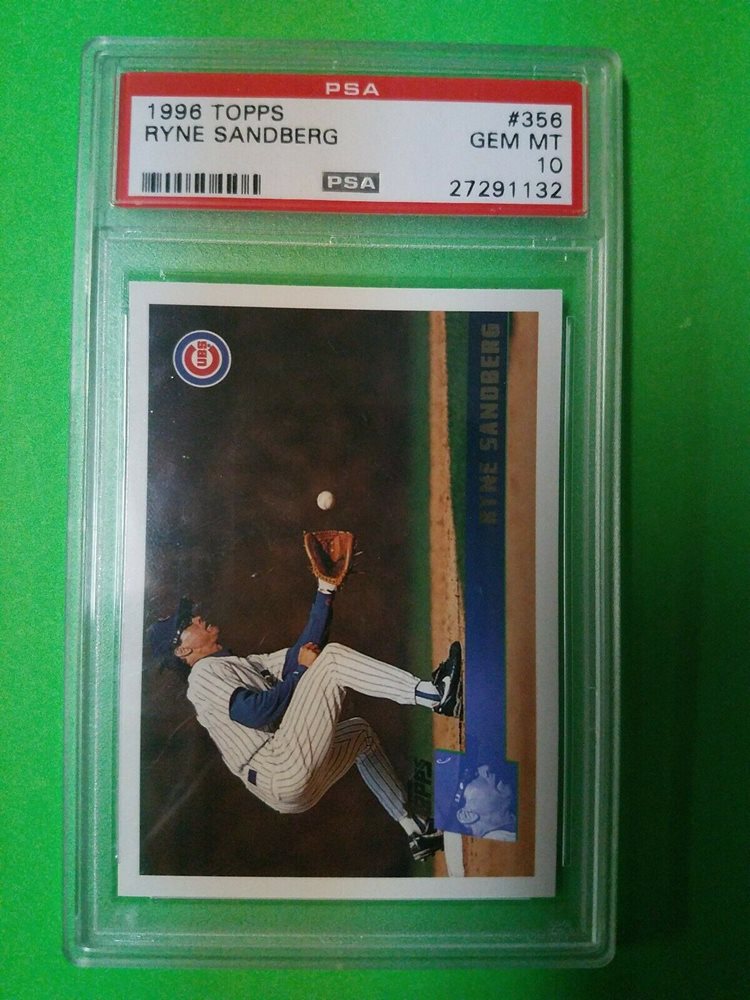 PSA
1996 TOPPS #356
RYNE SANDBERG GEM MT
10
PSA 27291132
CUBS
RYNE SANDBERG
TOPPS